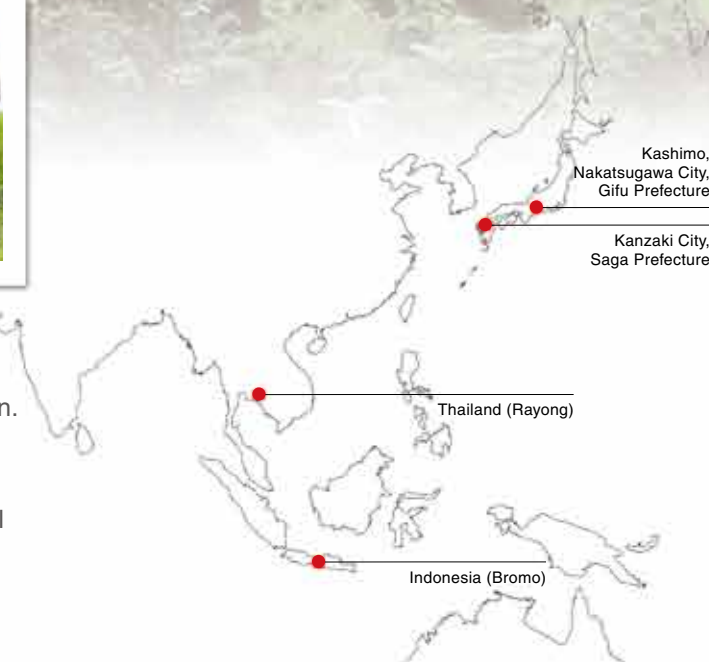 Kashimo,
Nakatsugawa City,
Gifu Prefecture
Kanzaki City,
Saga Prefecture
n.
Thailand (Rayong)
l
Indonesia (Bromo)